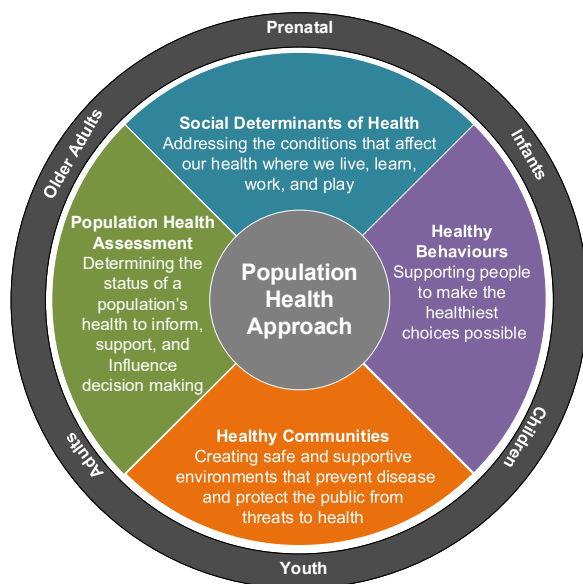 Prenatal
Infants
Children
Youth
Adults
Older Adults
Social Determinants of Health
Addressing the conditions that affect
our health where we live, learn,
work, and play
Healthy
Behaviours
Supporting people
to make the
healthiest
choices possible
Healthy Communities
Creating safe and supportive
environments that prevent disease
and protect the public from
threats to health
Population Health
Assessment
Determining the
status of a
population’s
health to inform,
support, and
Influence
decision making
Population
Health
Approach